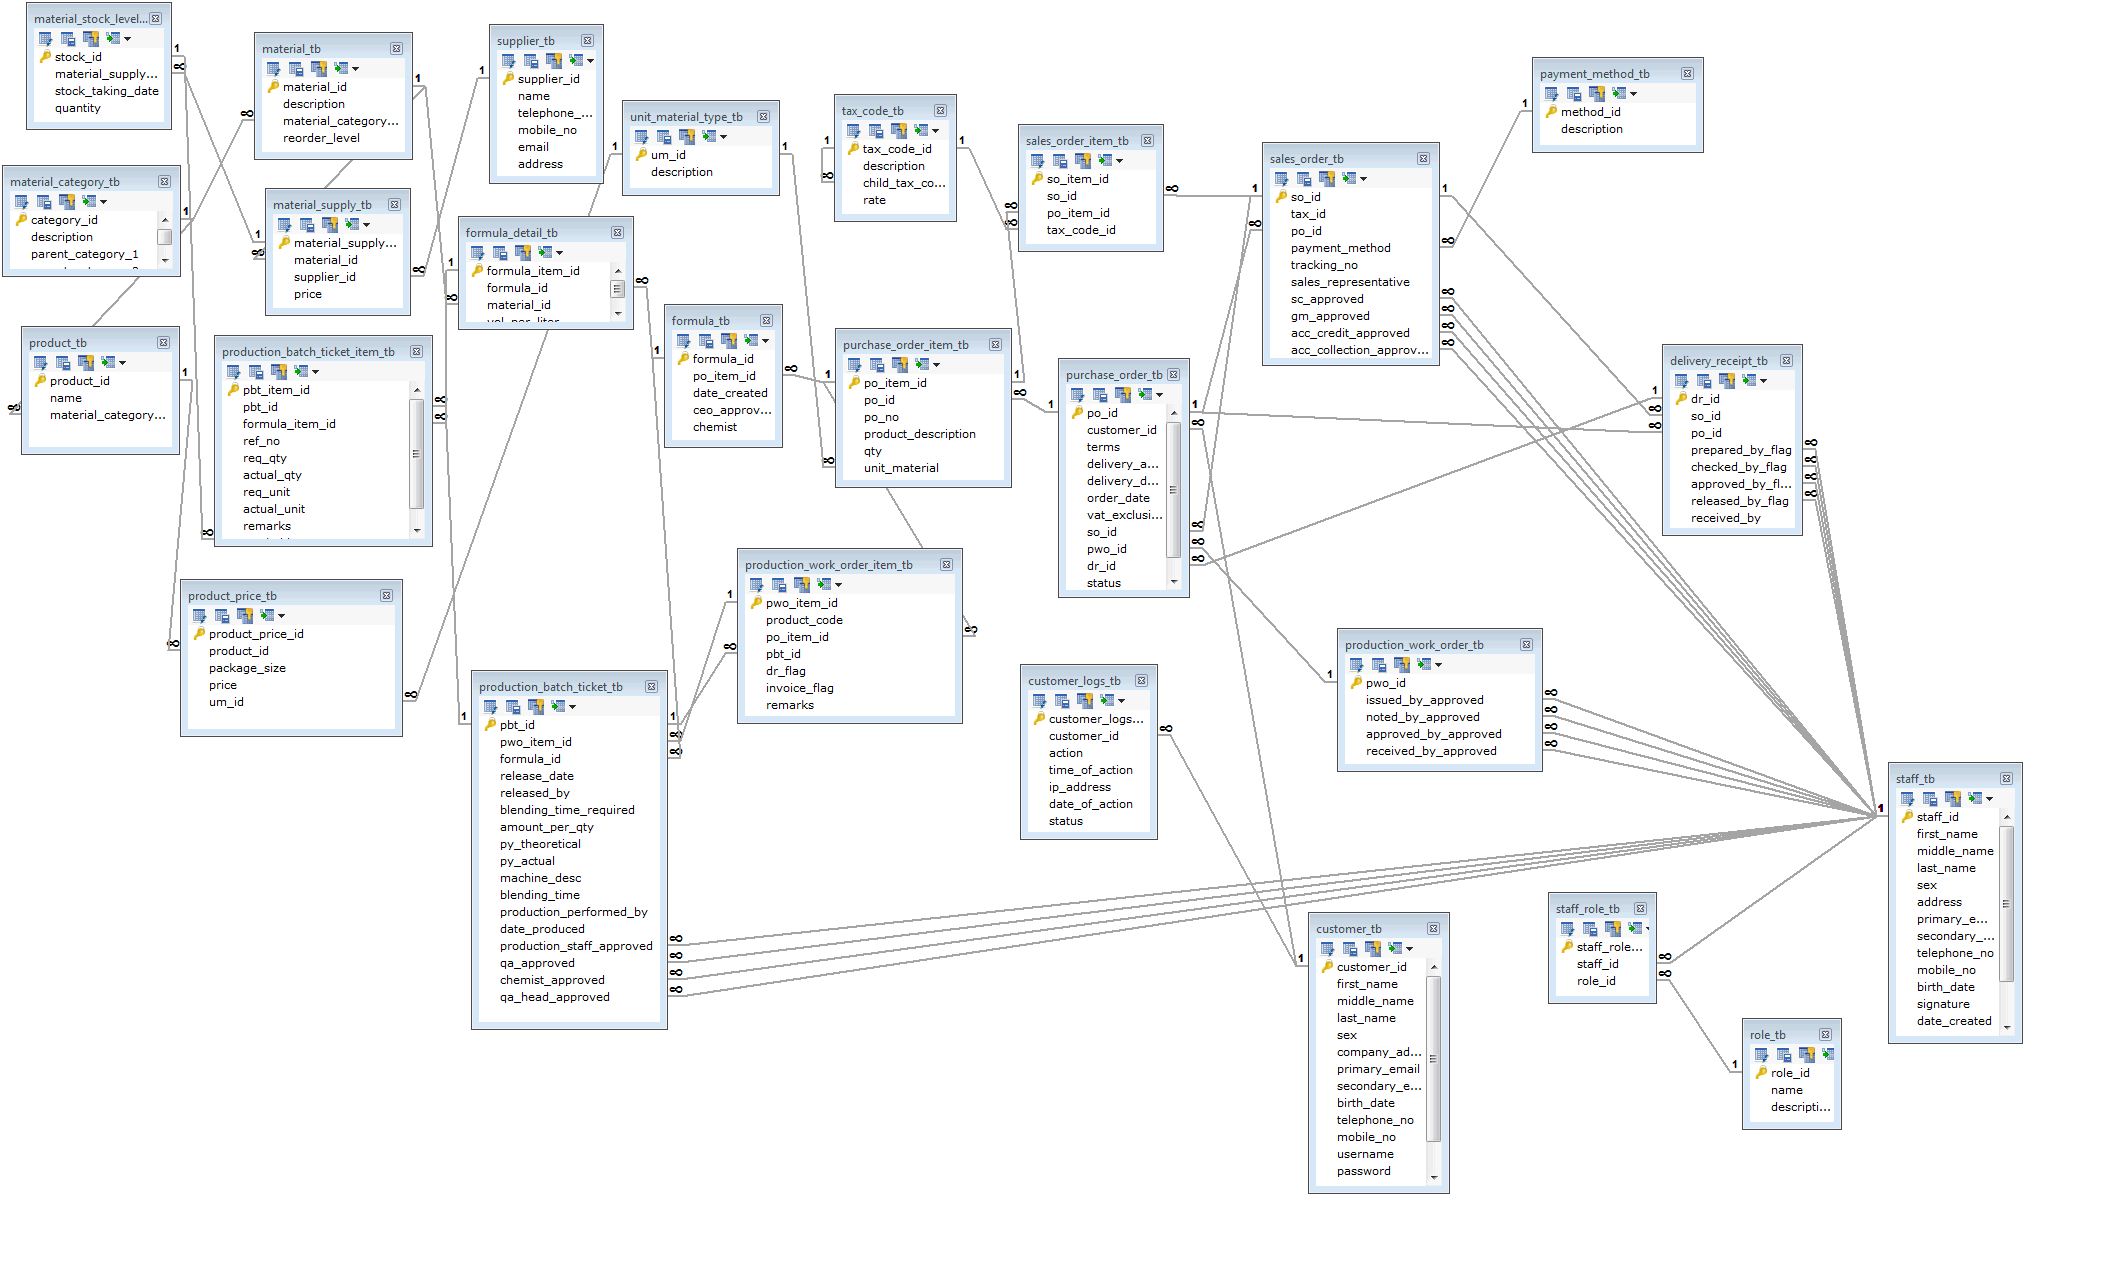 material_stock_level...
stock_id
material_supply...
stock_taking_date
quantity
material_tb
material_id
description
material_category...
reorder_level
supplier_tb
supplier_id
name
telephone_...
mobile_no
email
address
unit_material_type_tb
um_id
description
tax_code_tb
tax_code_id
description
child_tax_co...
rate
sales_order_item_tb
so_item_id
so_id
po_item_id
tax_code_id
sales_order_tb
so_id
tax_id
po_id
payment_method
tracking_no
sales_representative
sc_approved
gm_approved
acc_credit_approved
acc_collection_approv...
payment_method_tb
method_id
description
material_category_tb
category_id
description
parent_category_1
material_supply_tb
material_supply...
material_id
supplier_id
price
formula_detail_tb
formula_item_id
formula_id
material_id
vol_per_liter
product_tb
product_id
name
material_category...
production_batch_ticket_item_tb
pbt_item_id
pbt_id
formula_item_id
ref_no
req_qty
actual_qty
req_unit
actual_unit
remarks
formula_tb
formula_id
po_item_id
date_created
ceo_approv...
chemist
purchase_order_item_tb
po_item_id
po_id
po_no
product_description
qty
unit_material
purchase_order_tb
po_id
customer_id
terms
delivery_a...
delivery_d...
order_date
vat_exclusi...
so_id
pwo_id
dr_id
status
delivery_receipt_tb
dr_id
so_id
po_id
prepared_by_flag
checked_by_flag
approved_by_fl...
released_by_flag
received_by
product_price_tb
product_price_id
product_id
package_size
price
um_id
production_work_order_item_tb
pwo_item_id
product_code
po_item_id
pbt_id
dr_flag
invoice_flag
remarks
production_batch_ticket_tb
pbt_id
pwo_item_id
formula_id
release_date
released_by
blending_time_required
amount_per_qty
py_theoretical
py_actual
machine_desc
blending_time
production_performed_by
date_produced
production_staff_approved
qa_approved
chemist_approved
qa_head_approved
customer_logs_tb
customer_logs...
customer_id
action
time_of_action
ip_address
date_of_action
status
production_work_order_tb
pwo_id
issued_by_approved
noted_by_approved
approved_by_approved
received_by_approved
staff_tb
staff_id
first_name
middle_name
last_name
sex
address
primary_e...
secondary_...
telephone_no
mobile_no
birth_date
signature
date_created
customer_tb
customer_id
first_name
middle_name
last_name
sex
company_ad...
primary_email
secondary_e...
birth_date
telephone_no
mobile_no
username
password
staff_role_tb
staff_role...
staff_id
role_id
role_tb
role_id
name
descripti...